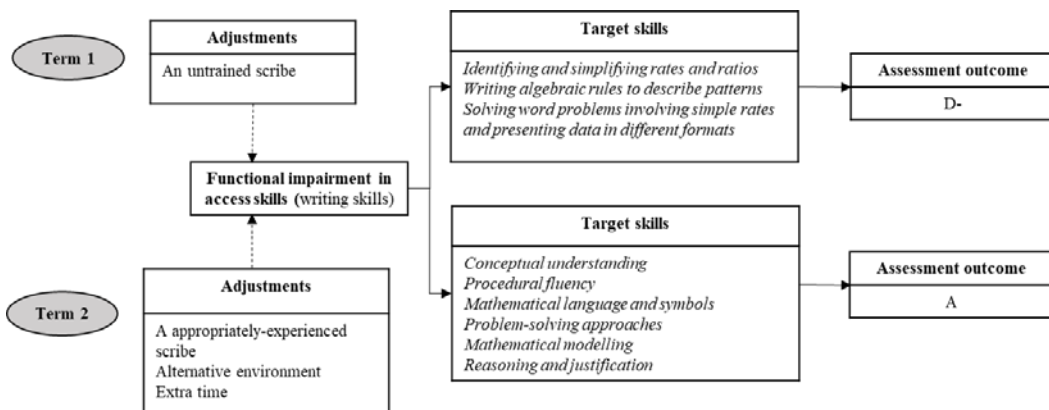 Term 1
Adjustments
An untrained scribe
Target skills
Identifying and simplifying rates and ratios
Writing algebraic rules to describe patterns
Solving word problems involving simple rates
and presenting data in different formats
Assessment outcome
D-
Functional impairment in
access skills (writing skills)
Term 2
Adjustments
A appropriately-experienced
scribe
Alternative environment
Extra time
Target skills
Conceptual understanding
Procedural fluency
Mathematical language and symbols
Problem-solving approaches
Mathematical modelling
Reasoning and justification
Assessment outcome
A